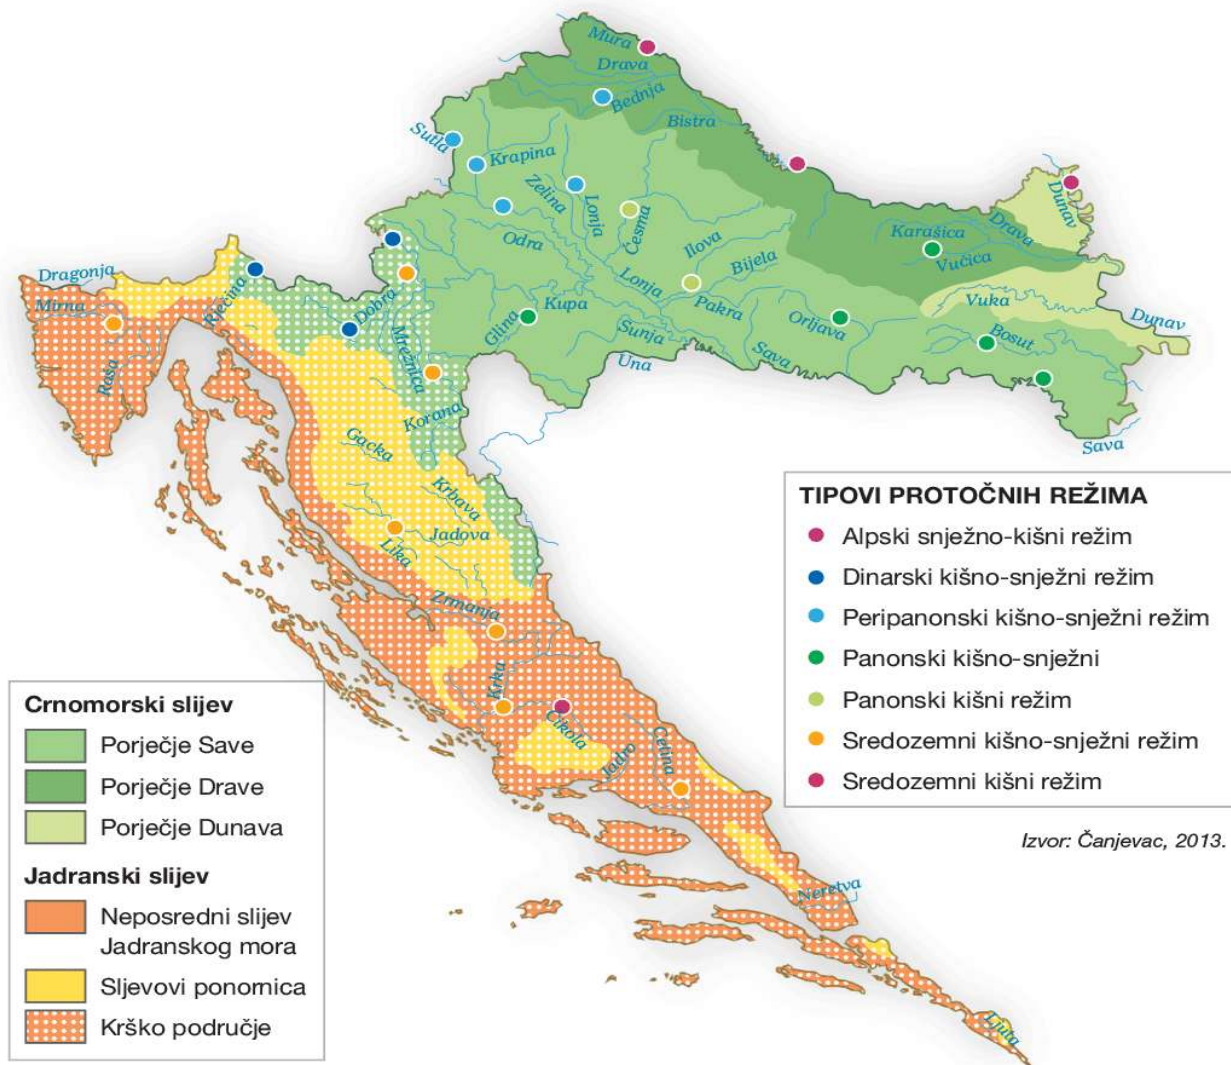 Mura
Drava
Bednja
Bistra
Sutla
Krapina
Zelina
Lonja
Česma
Odra
Ilova
Bijela
Lonja
Pakra
Karašica
Vučica
Drava
Dunav
Vuka
Dunav
Dragonja
Mirna
Raša
Rječina
Dobra
Mrežnica
Kupa
Glina
Sunja
Una
Sava
Orljava
Bosut
Sava
Korana
Gacka
Krbava
Jadova
Lika
Zrmanja
Krka
Čikola
Jadro
Cetina
Neretva
Ljuta
TIPOVI PROTOČNIH REŽIMA
Alpski snježno-kišni režim
Dinarski kišno-snježni režim
Peripanonski kišno-snježni režim
Panonski kišno-snježni
Panonski kišni režim
Sredozemni kišno-snježni režim
Sredozemni kišni režim
Izvor: Čanjevac, 2013.
Crnomorski slijev
Porječje Save
Porječje Drave
Porječje Dunava
Jadranski slijev
Neposredni slijev
Jadranskog mora
Sljevovi ponornica
Krško područje